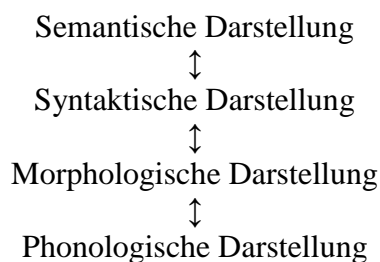 Semantische Darstellung
↕
Syntaktische Darstellung
↕
Morphologische Darstellung
↕
Phonologische Darstellung